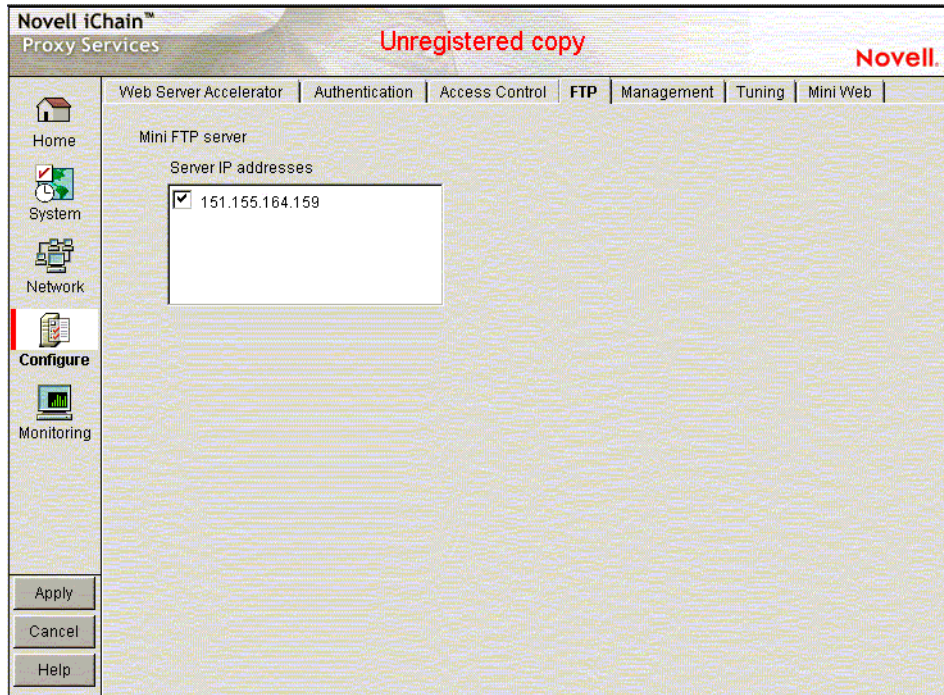 Novell iChain™
Proxy Services
Unregistered copy
Novell.
Web Server Accelerator
Authentication
Access Control
FTP
Management
Tuning
Mini Web
Home
System
Network
Configure
Monitoring
Mini FTP server
Server IP addresses
151.155.164.159
Apply
Cancel
Help